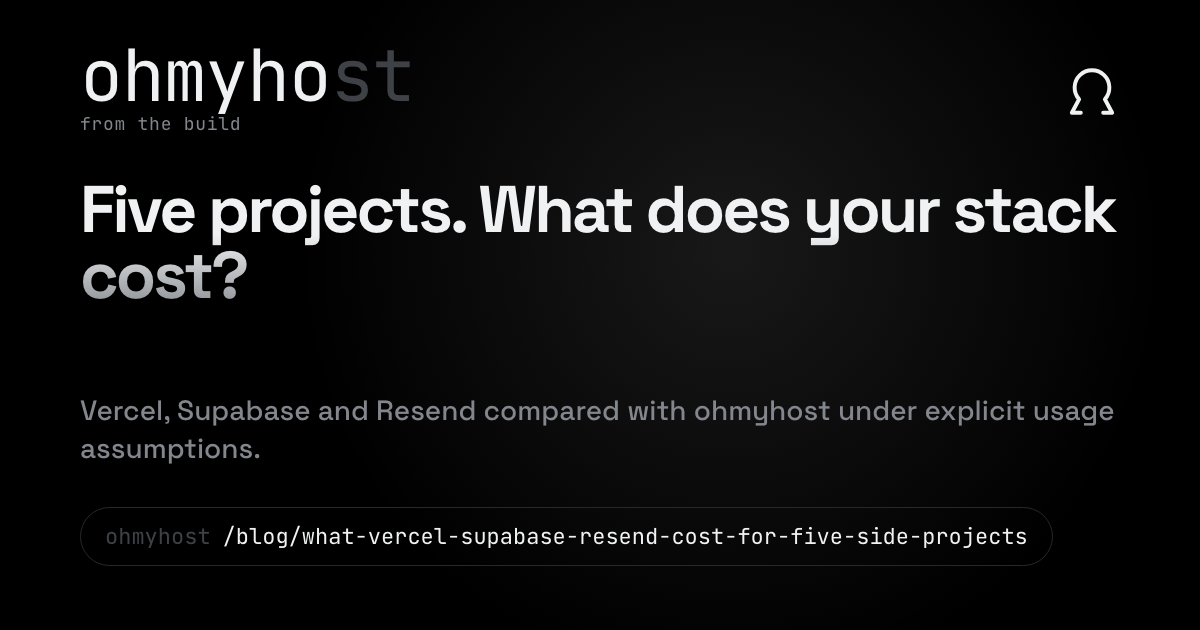 ohmyhost
from the build
Five projects. What does your stack
cost?
Vercel, Supabase and Resend compared with ohmyhost under explicit usage
assumptions.
ohmyhost /blog/what-vercel-supabase-resend-cost-for-five-side-projects